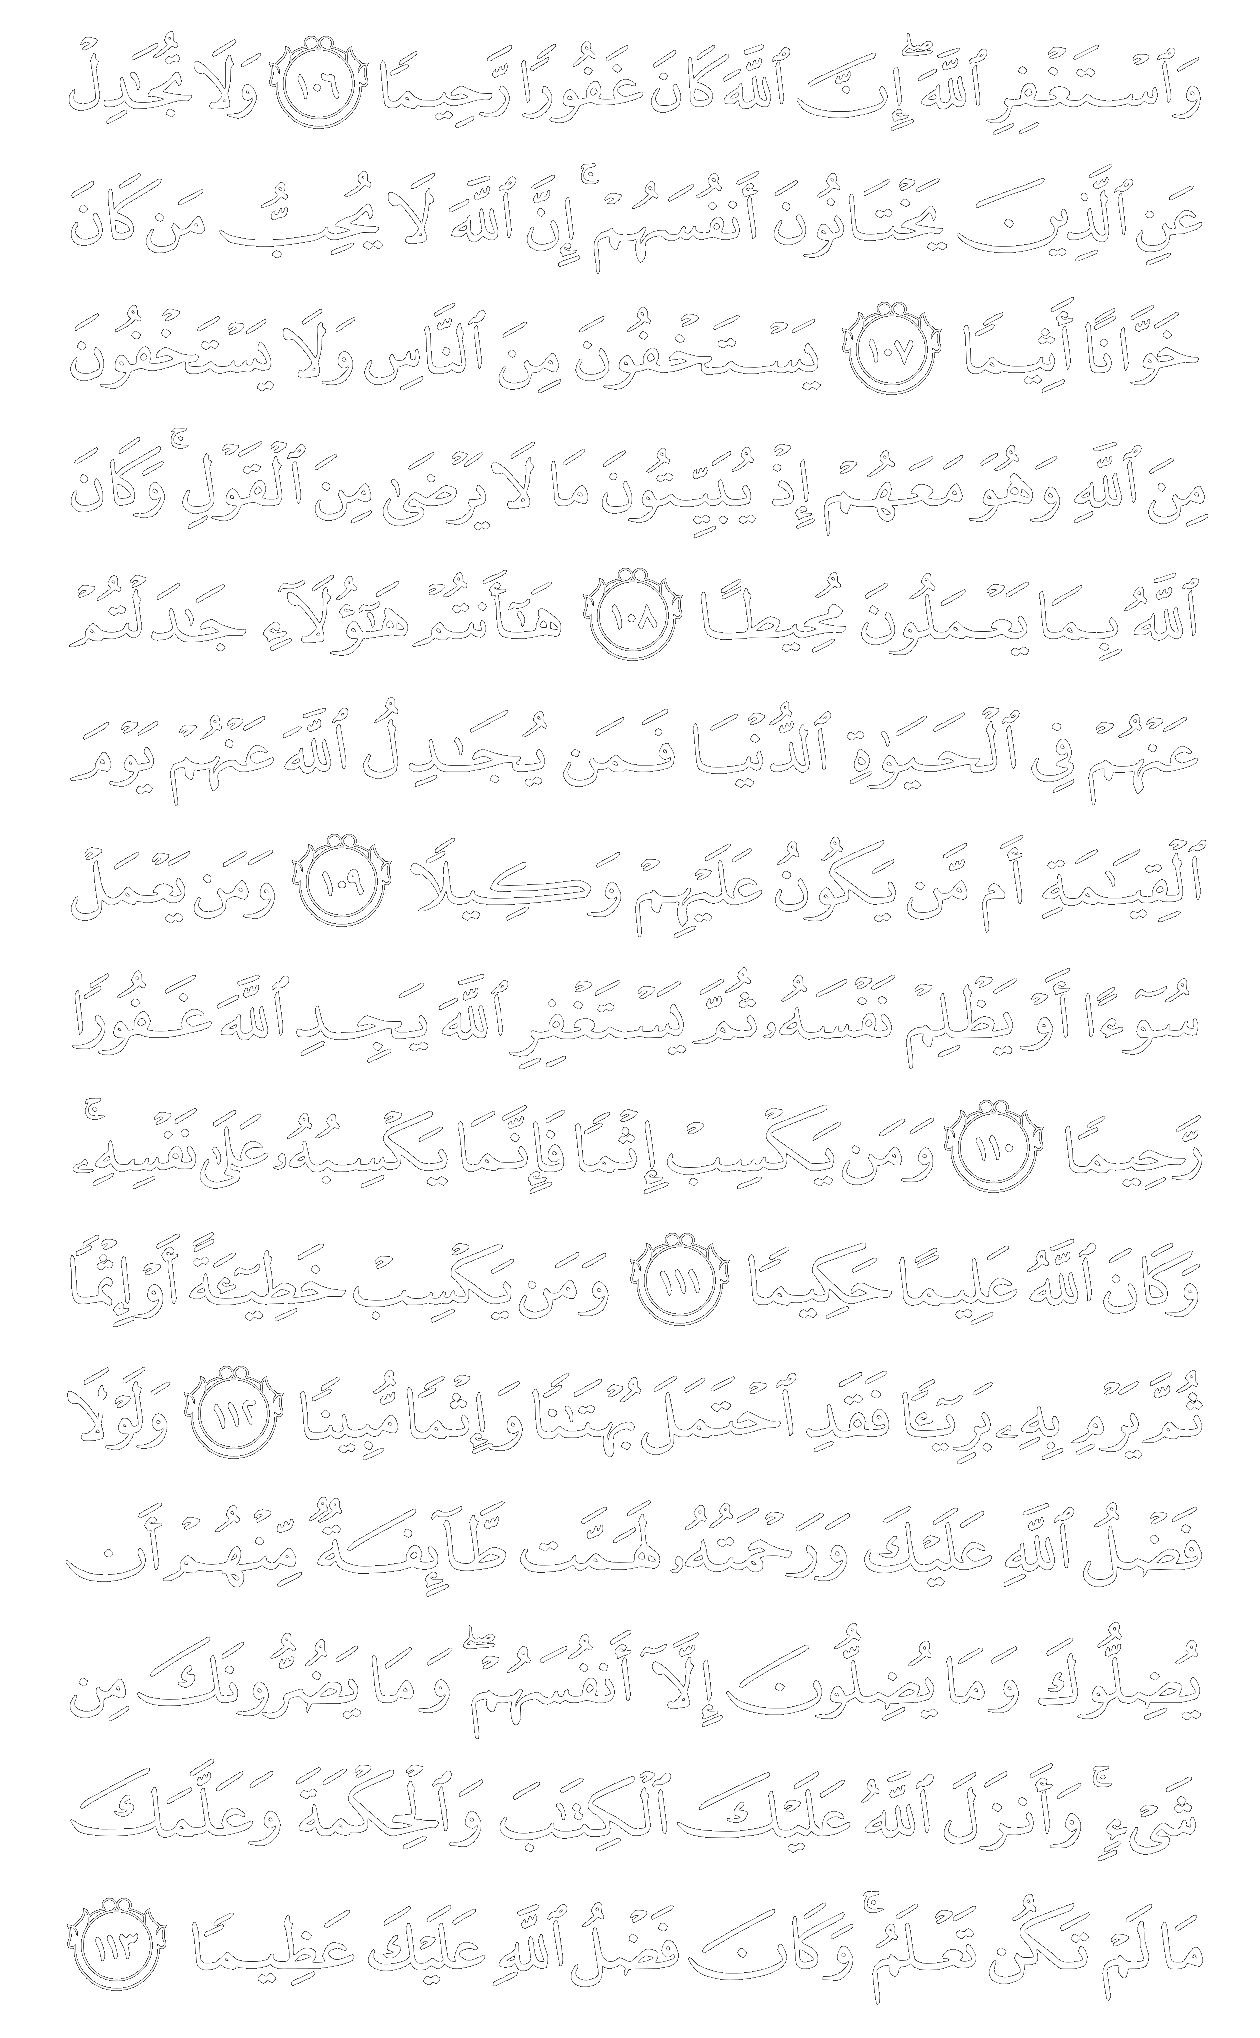 وَٱسْتَغْفِرِ ٱللَّهَ ۖ إِنَّ ٱللَّهَ كَانَ غَفُورًا رَّحِيمًا ١٠٦ وَلَا تُجَـٰدِلْ
عَنِ ٱلَّذِينَ يَخْتَانُونَ أَنفُسَهُمْ ۚ إِنَّ ٱللَّهَ لَا يُحِبُّ مَن كَانَ
خَوَّانًا أَثِيمًا ١٠٧ يَسْتَخْفُونَ مِنَ ٱلنَّاسِ وَلَا يَسْتَخْفُونَ
مِنَ ٱللَّهِ وَهُوَ مَعَهُمْ إِذْ يُبَيِّتُونَ مَا لَا يَرْضَىٰ مِنَ ٱلْقَوْلِ ۚ وَكَانَ
ٱللَّهُ بِمَا يَعْمَلُونَ مُحِيطًا ١٠٨ هَـٰٓأَنتُمْ هَـٰٓؤُلَآءِ جَـٰدَلْتُمْ
عَنْهُمْ فِى ٱلْحَيَوٰةِ ٱلدُّنْيَا فَمَن يُجَـٰدِلُ ٱللَّهَ عَنْهُمْ يَوْمَ
ٱلْقِيَـٰمَةِ أَم مَّن يَكُونُ عَلَيْهِمْ وَكِيلًا ١٠٩ وَمَن يَعْمَلْ
سُوٓءًا أَوْ يَظْلِمْ نَفْسَهُۥ ثُمَّ يَسْتَغْفِرِ ٱللَّهَ يَجِدِ ٱللَّهَ غَفُورًا
رَّحِيمًا ١١٠ وَمَن يَكْسِبْ إِثْمًا فَإِنَّمَا يَكْسِبُهُۥ عَلَىٰ نَفْسِهِۦ ۚ
وَكَانَ ٱللَّهُ عَلِيمًا حَكِيمًا ١١١ وَمَن يَكْسِبْ خَطِيٓـَٔةً أَوْ إِثْمًا
ثُمَّ يَرْمِ بِهِۦ بَرِيٓـًٔا فَقَدِ ٱحْتَمَلَ بُهْتَـٰنًا وَإِثْمًا مُّبِينًا ١١٢ وَلَوْلَا
فَضْلُ ٱللَّهِ عَلَيْكَ وَرَحْمَتُهُۥ لَهَمَّت طَّآئِفَةٌ مِّنْهُمْ أَن
يُضِلُّوكَ وَمَا يُضِلُّونَ إِلَّآ أَنفُسَهُمْ ۖ وَمَا يَضُرُّونَكَ مِن
شَىْءٍ ۚ وَأَنزَلَ ٱللَّهُ عَلَيْكَ ٱلْكِتَـٰبَ وَٱلْحِكْمَةَ وَعَلَّمَكَ
مَا لَمْ تَكُن تَعْلَمُ ۚ وَكَانَ فَضْلُ ٱللَّهِ عَلَيْكَ عَظِيمًا ١١٣